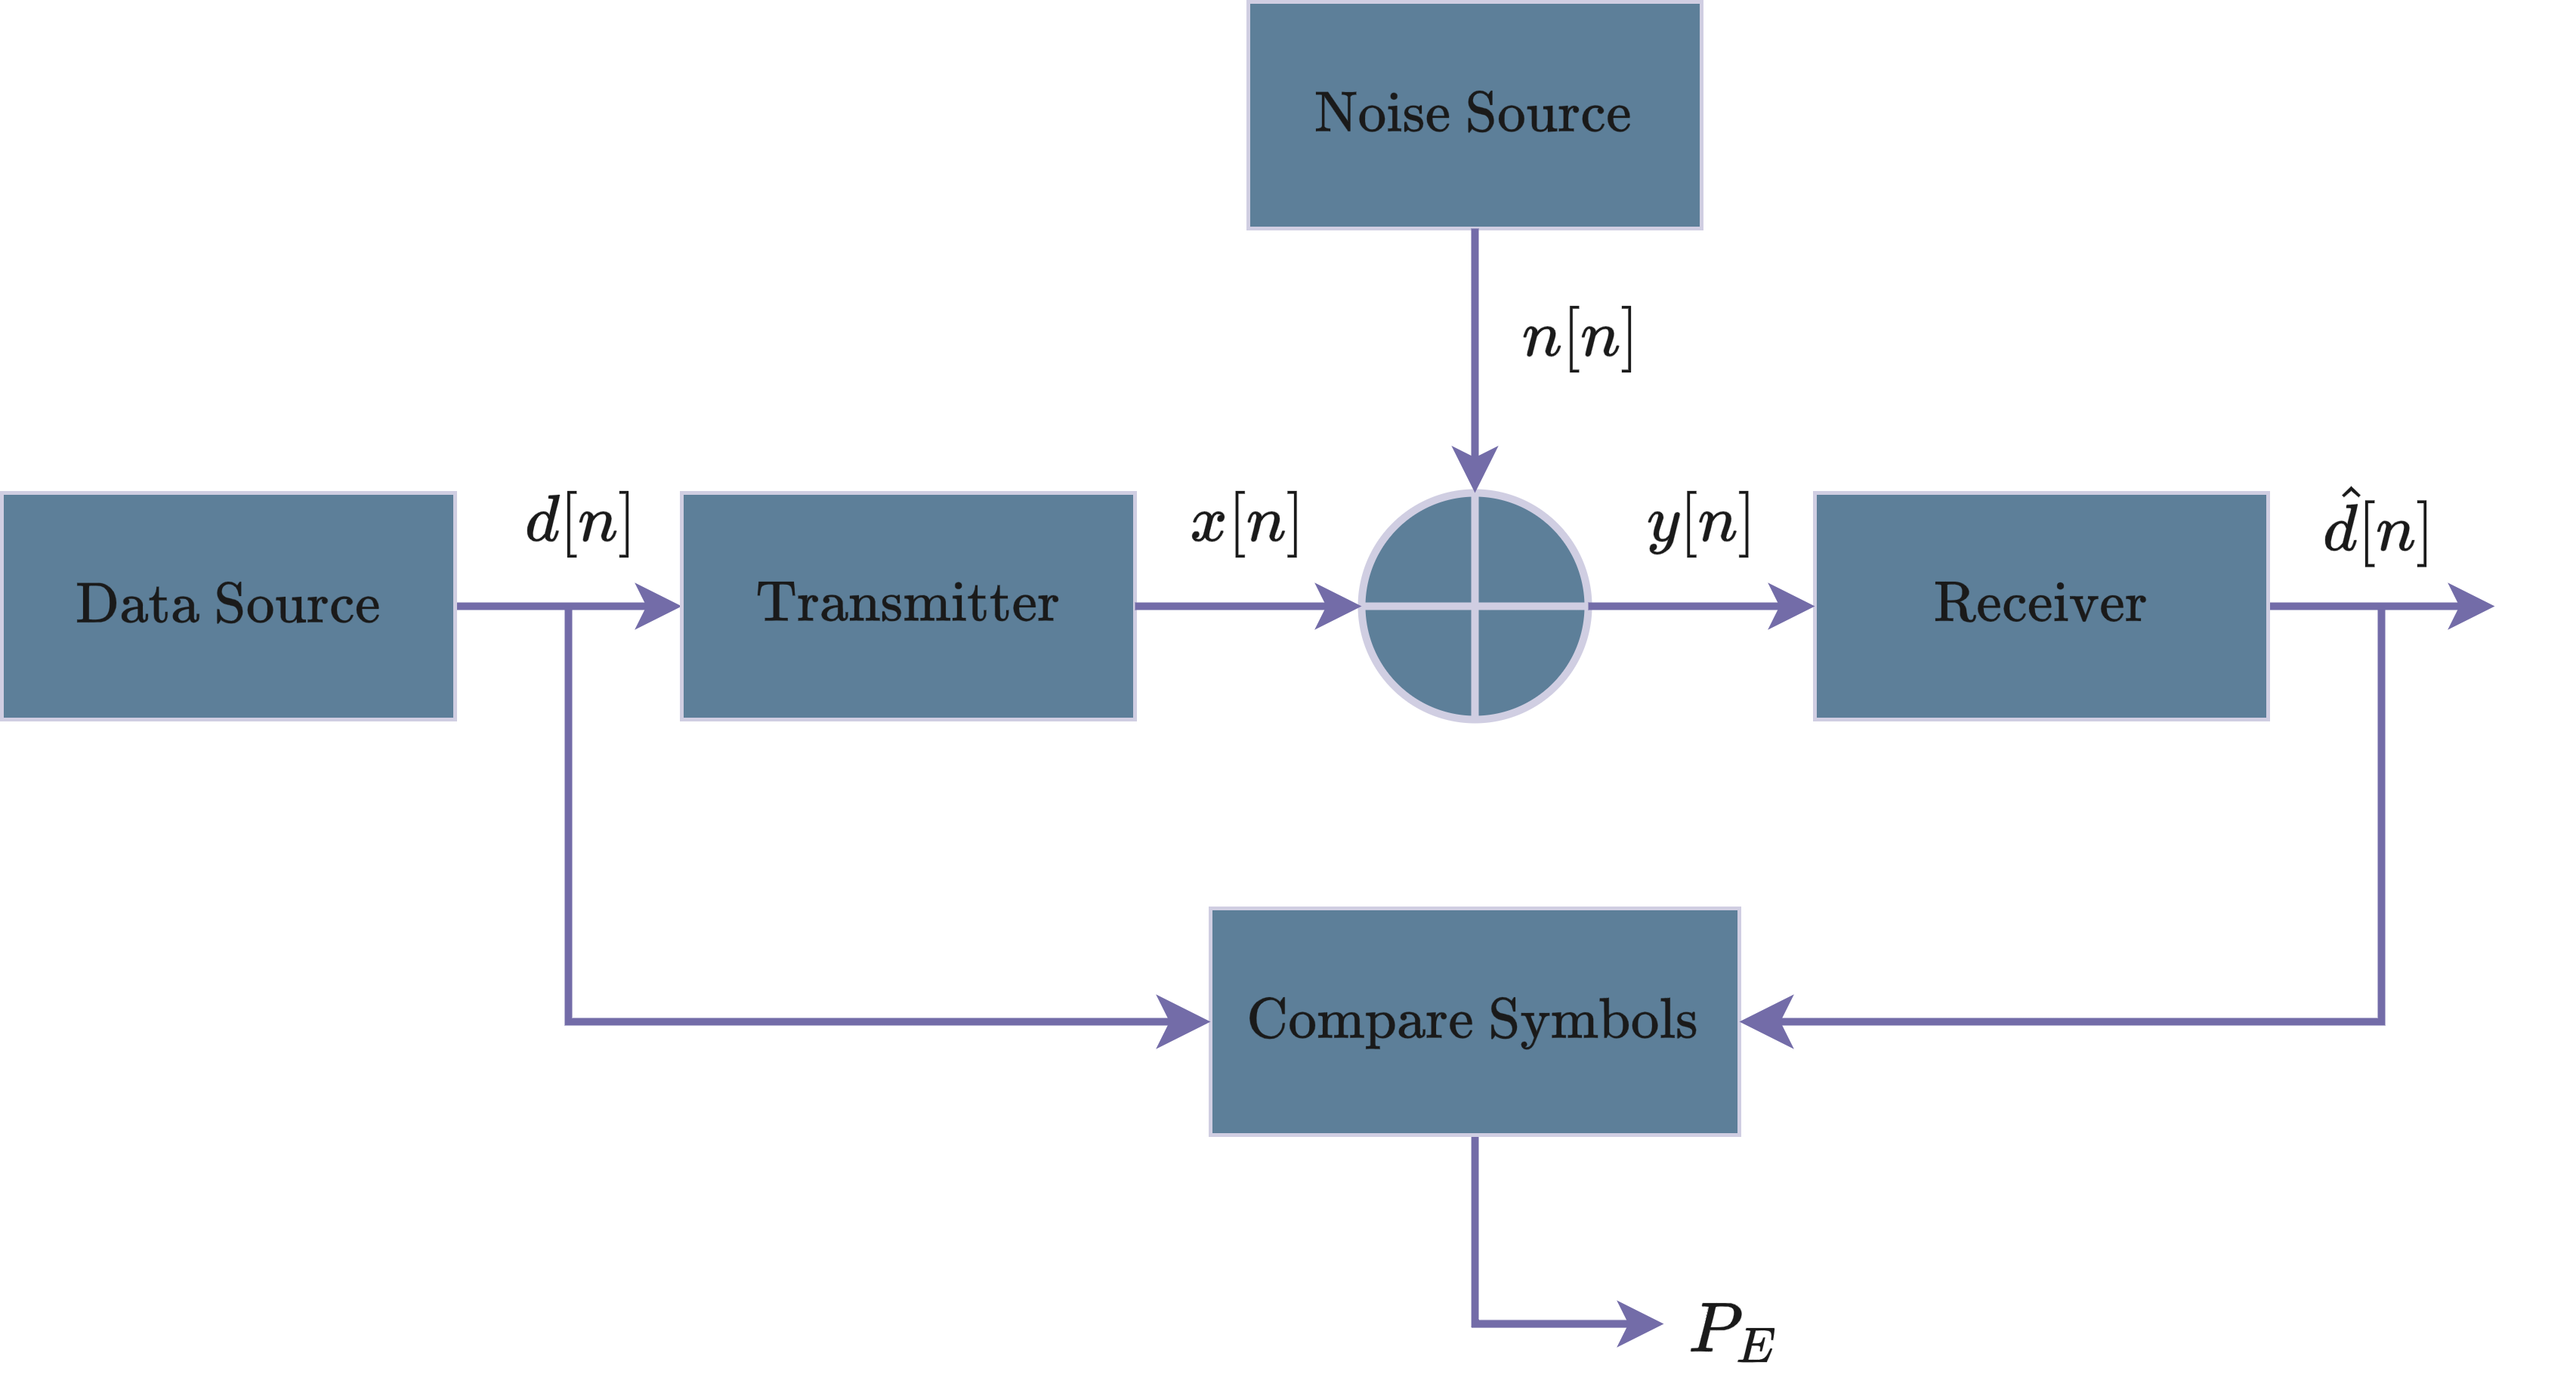 Noise Source
n[n]
Data Source
d[n]
Transmitter
x[n]
y[n]
Receiver
d̂[n]
Compare Symbols
P_E